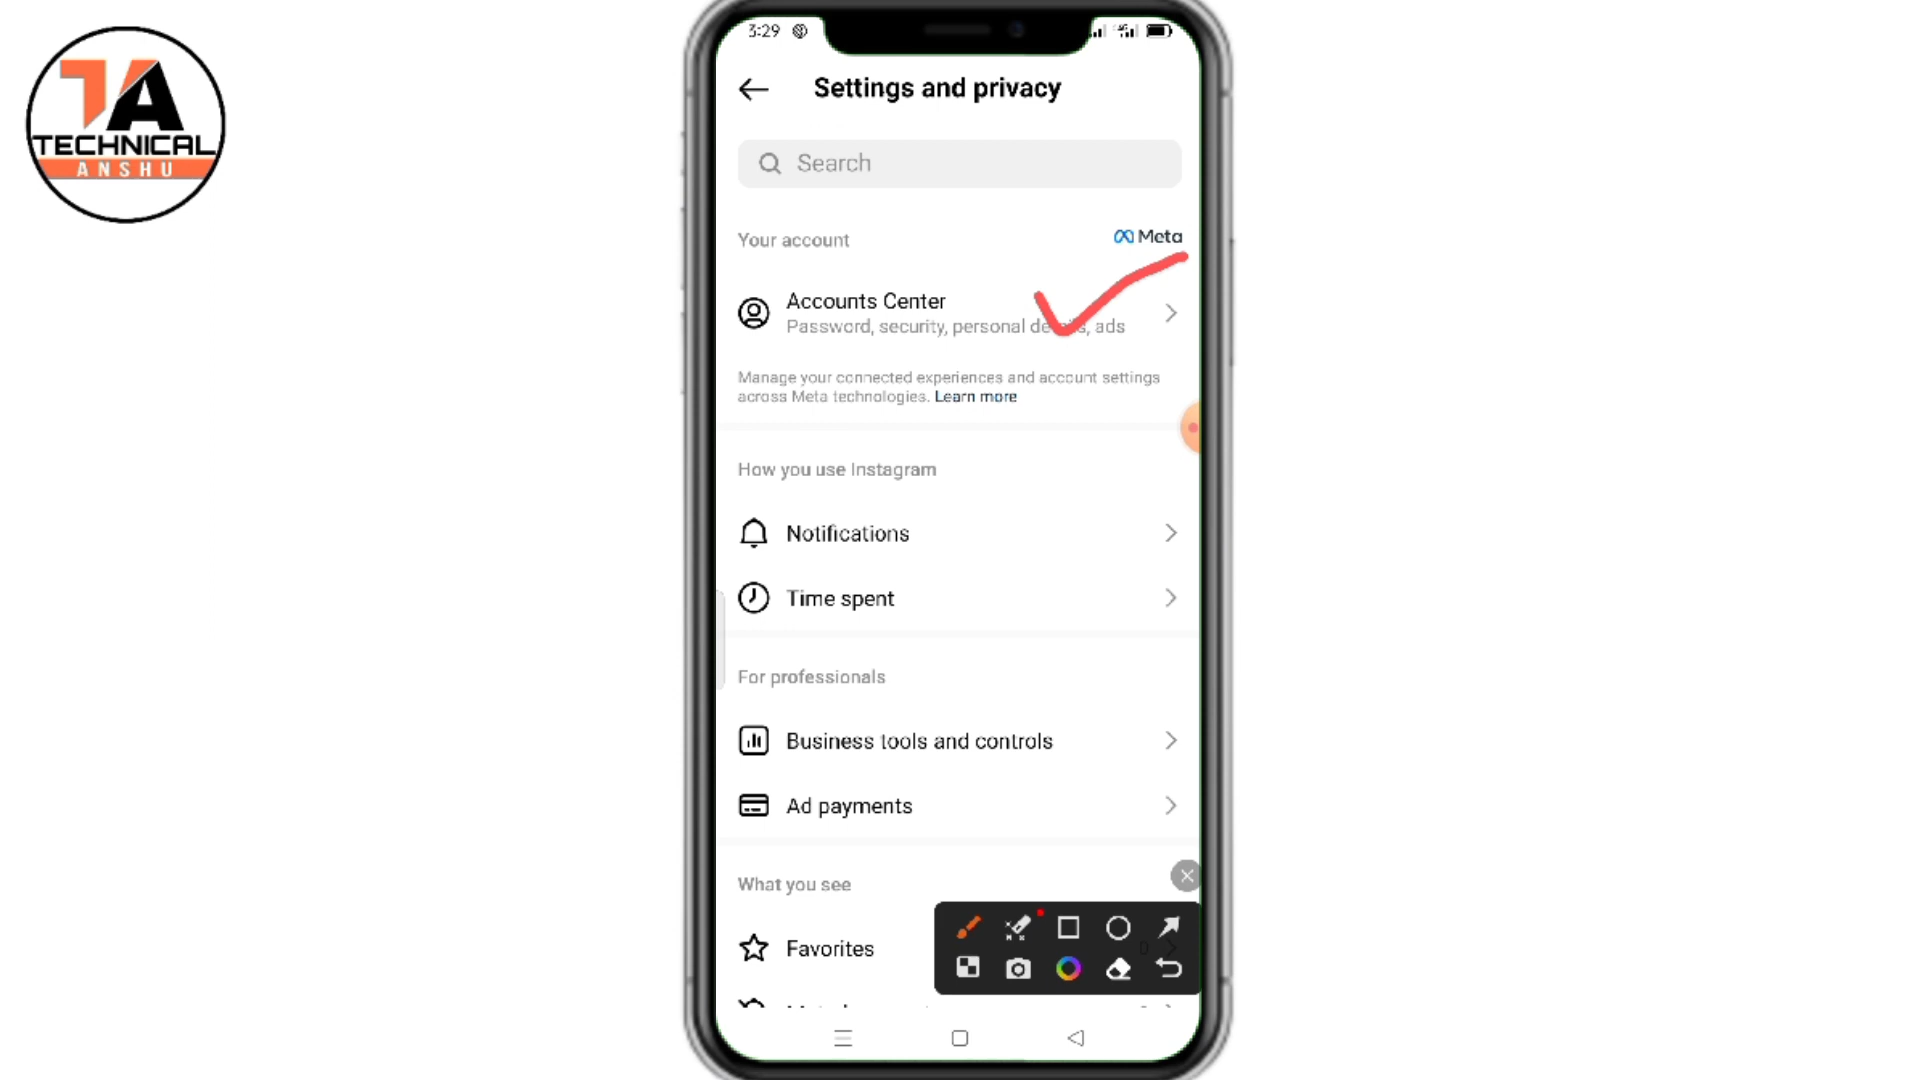 TA
TECHNICAL
ANSHU
3:29
Settings and privacy
Search
Your account
Meta
Accounts Center
Password, security, personal details, ads
Manage your connected experiences and account settings
across Meta technologies. Learn more
How you use Instagram
Notifications
Time spent
For professionals
Business tools and controls
Ad payments
What you see
Favorites